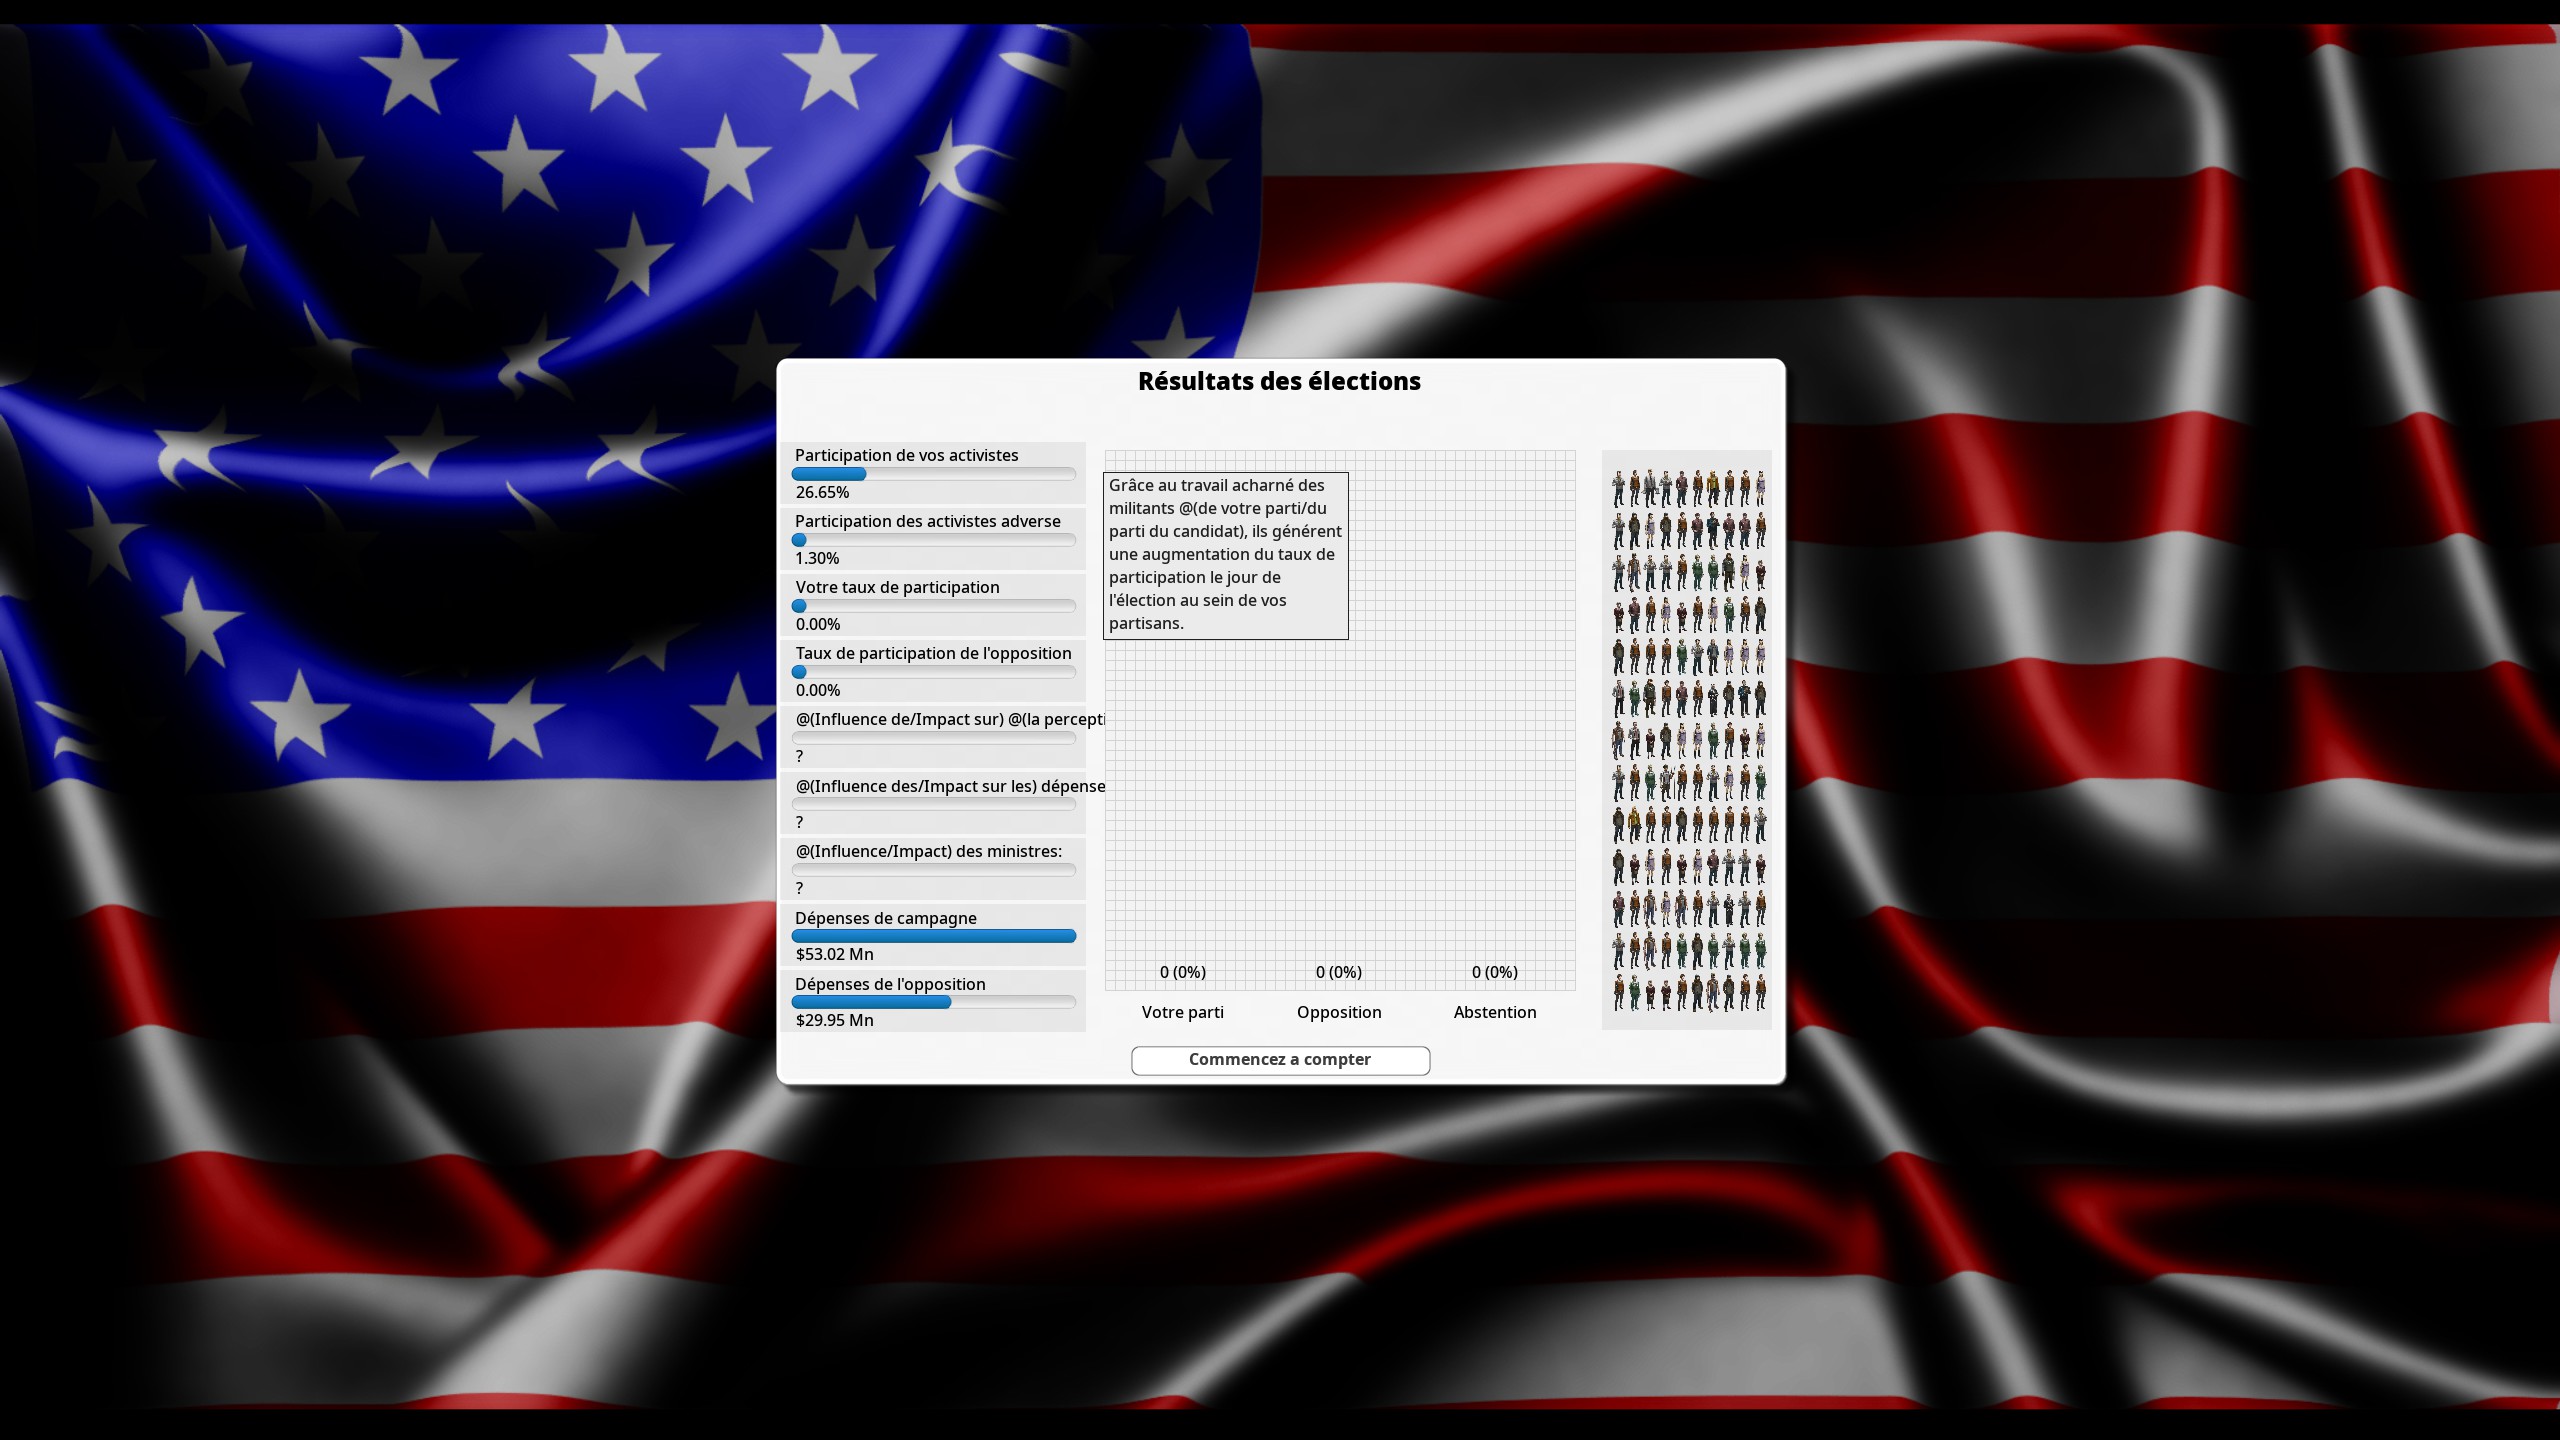 Résultats des élections
Participation de vos activistes
26.65%
Participation des activistes adverse
1.30%
Votre taux de participation
0.00%
Taux de participation de l'opposition
0.00%
@(Influence de/Impact sur) @(la percepti
?
@(Influence des/Impact sur les) dépense
?
@(Influence/Impact) des ministres:
?
Dépenses de campagne
$53.02 Mn
Dépenses de l'opposition
$29.95 Mn
Grâce au travail acharné des
militants @(de votre parti/du
parti du candidat), ils générent
une augmentation du taux de
participation le jour de
l'élection au sein de vos
partisans.
0 (0%)
0 (0%)
0 (0%)
Votre parti
Opposition
Abstention
Commencez a compter